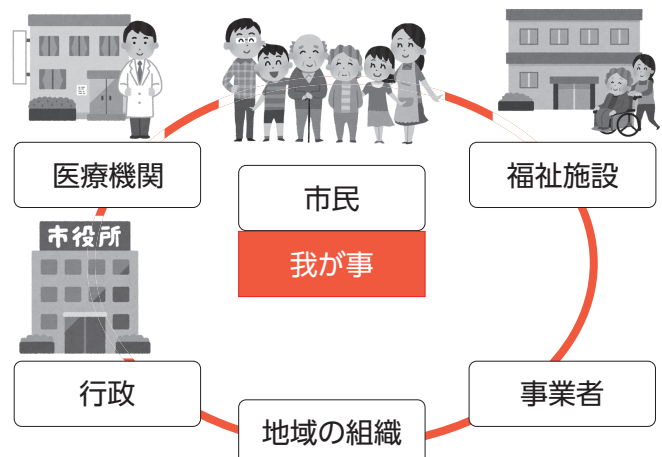 医療機関
市民
我が事
福祉施設
市役所
行政
地域の組織
事業者